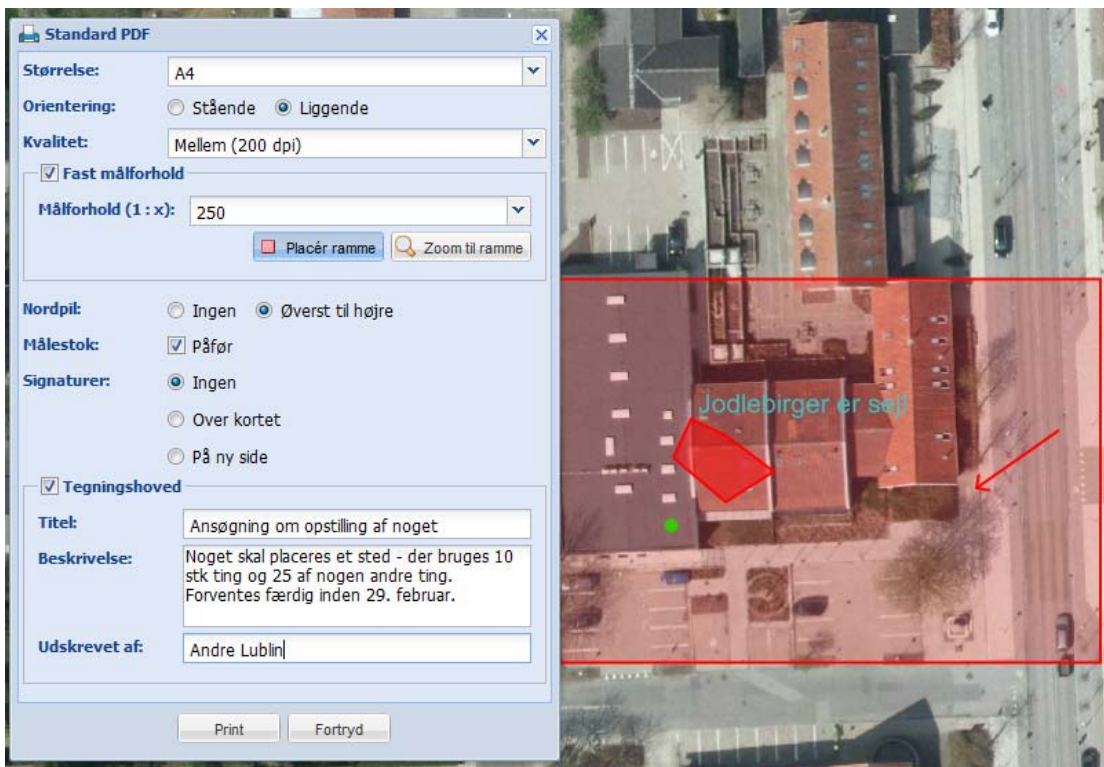 Standard PDF
Størrelse: A4
Orientering: Stående Liggende
Kvalitet: Mellem (200 dpi)
Fast målforhold
Målforhold (1 : x): 250
Placér ramme Zoom til ramme
Nordpil: Ingen Øverst til højre
Målestok: Påfør
Signaturer: Ingen
Over kortet
På ny side
Tegningshoved
Titel: Ansøgning om opstilling af noget
Beskrivelse: Noget skal placeres et sted - der bruges 10
stk ting og 25 af nogen andre ting.
Forventes færdig inden 29. februar.
Udskrevet af: Andre Lublin
Print Fortryd
Jodlebirger er sej!